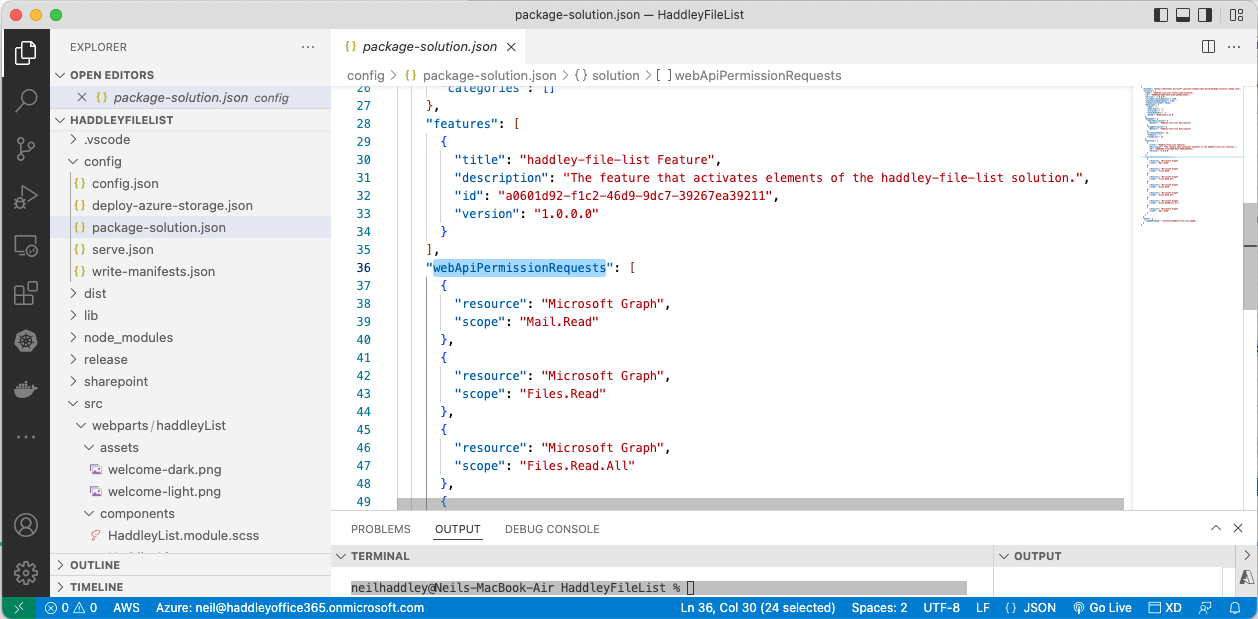 package-solution.json — HaddleyFileList
EXPLORER
OPEN EDITORS
package-solution.json config
HADDLEYFILELIST
.vscode
config
config.json
deploy-azure-storage.json
package-solution.json
serve.json
write-manifests.json
dist
lib
node_modules
release
sharepoint
src
webparts/haddleyList
assets
welcome-dark.png
welcome-light.png
components
HaddleyList.module.scss
OUTLINE
TIMELINE
package-solution.json
config > package-solution.json > {} solution > [ ] webApiPermissionRequests
26 "categories": []
27 },
28 "features": [
29 {
30 "title": "haddley-file-list Feature",
31 "description": "The feature that activates elements of the haddley-file-list solution.",
32 "id": "a0601d92-f1c2-46d9-9dc7-39267ea39211",
33 "version": "1.0.0.0"
34 }
35 ],
36 "webApiPermissionRequests": [
37 {
38 "resource": "Microsoft Graph",
39 "scope": "Mail.Read"
40 },
41 {
42 "resource": "Microsoft Graph",
43 "scope": "Files.Read"
44 },
45 {
46 "resource": "Microsoft Graph",
47 "scope": "Files.Read.All"
48 },
49 {
PROBLEMS OUTPUT DEBUG CONSOLE
TERMINAL
OUTPUT
neilhaddley@Neils-MacBook-Air HaddleyFileList %
0 0 AWS Azure: neil@haddleyoffice365.onmicrosoft.com Ln 36, Col 30 (24 selected) Spaces: 2 UTF-8 LF {} JSON Go Live XD